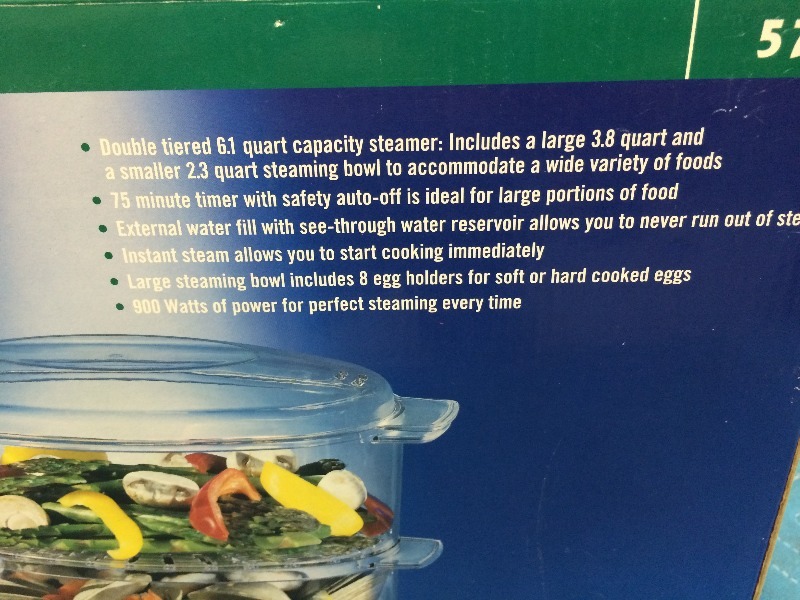 57
• Double tiered 6.1 quart capacity steamer: Includes a large 3.8 quart and
a smaller 2.3 quart steaming bowl to accommodate a wide variety of foods
• 75 minute timer with safety auto-off is ideal for large portions of food
• External water fill with see-through water reservoir allows you to never run out of ste
• Instant steam allows you to start cooking immediately
• Large steaming bowl includes 8 egg holders for soft or hard cooked eggs
• 900 Watts of power for perfect steaming every time